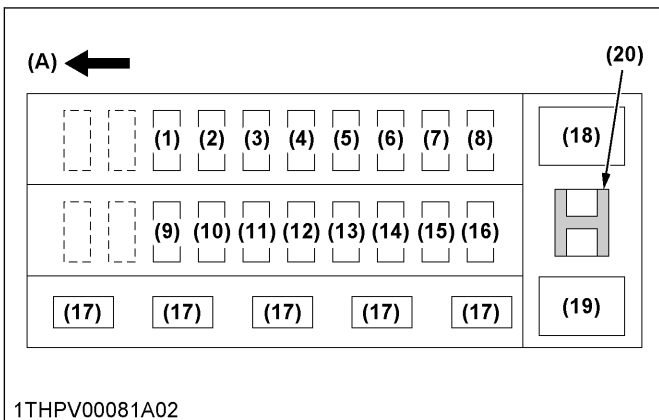 (A) (20)
(1) (2) (3) (4) (5) (6) (7) (8) (18)
(9) (10) (11) (12) (13) (14) (15) (16)
(17) (17) (17) (17) (17) (19)
1THPV00081A02